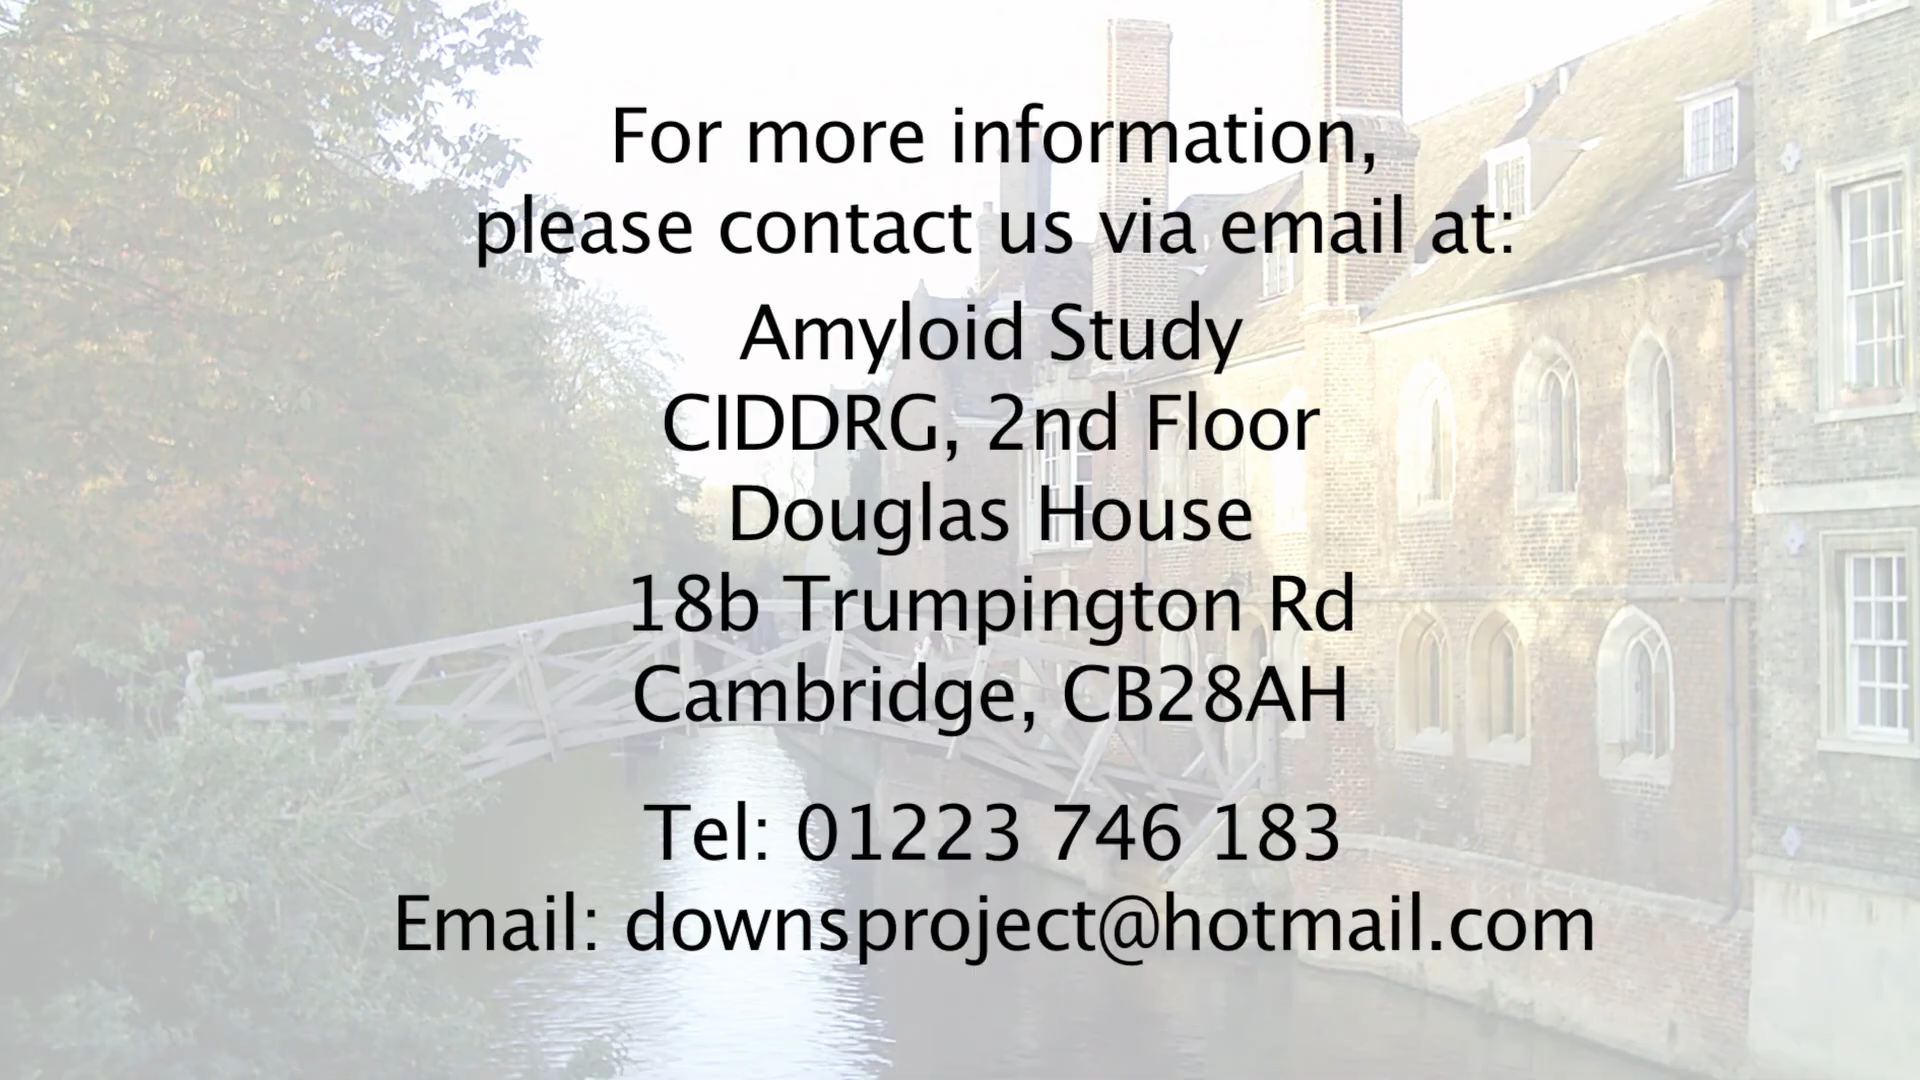 For more information,
please contact us via email at:
Amyloid Study
CIDDRG, 2nd Floor
Douglas House
18b Trumpington Rd
Cambridge, CB28AH
Tel: 01223 746 183
Email: downsproject@hotmail.com